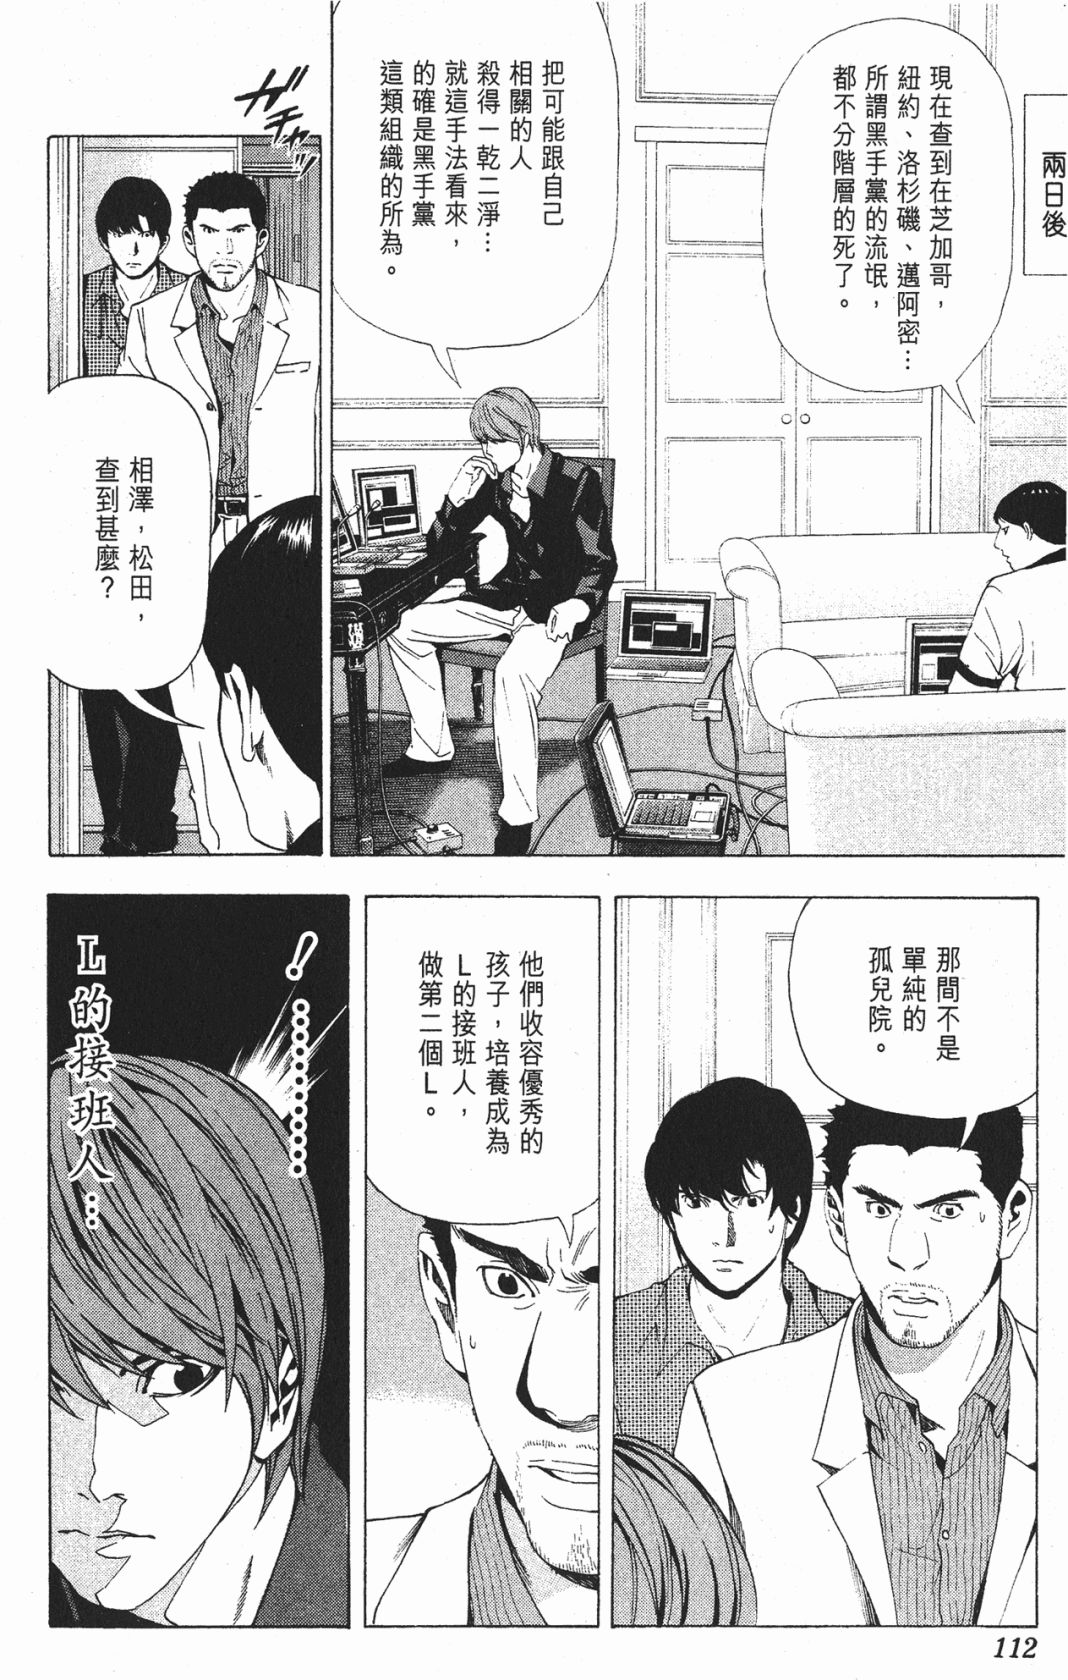 兩日後
現在查到在芝加哥，
紐約、洛杉磯、邁阿密⋯
所謂黑手黨的流氓，
都不分階層的死了。
把可能跟自己
相關的人
殺得一乾二淨⋯
就這手法看來，
的確是黑手黨
這類組織的所為。
ガチャッ
相澤，松田，
查到甚麼？
那間不是
單純的
孤兒院。
他們收容優秀的
孩子，培養成為
L的接班人，
做第二個L。
！⋯⋯⋯⋯
L的接班人⋯
112